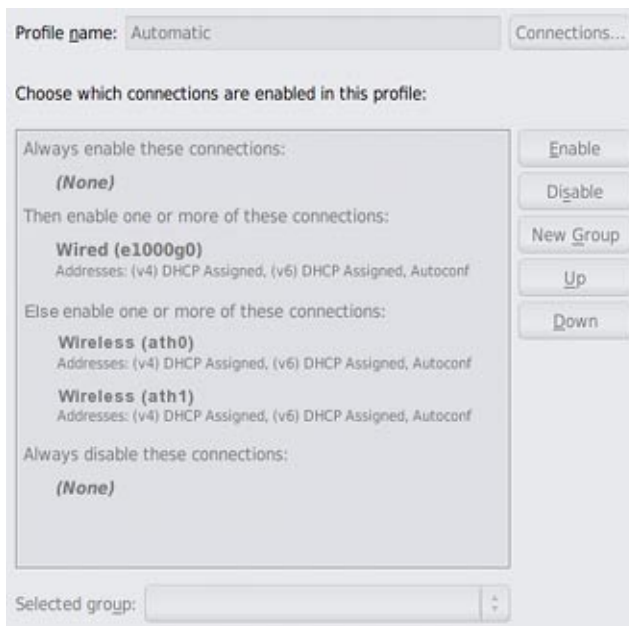 Profile name: Automatic Connections...
Choose which connections are enabled in this profile:
Always enable these connections:
(None)
Then enable one or more of these connections:
Wired (e1000g0)
Addresses: (v4) DHCP Assigned, (v6) DHCP Assigned, Autoconf
Else enable one or more of these connections:
Wireless (ath0)
Addresses: (v4) DHCP Assigned, (v6) DHCP Assigned, Autoconf
Wireless (ath1)
Addresses: (v4) DHCP Assigned, (v6) DHCP Assigned, Autoconf
Always disable these connections:
(None)
Enable
Disable
New Group
Up
Down
Selected group: